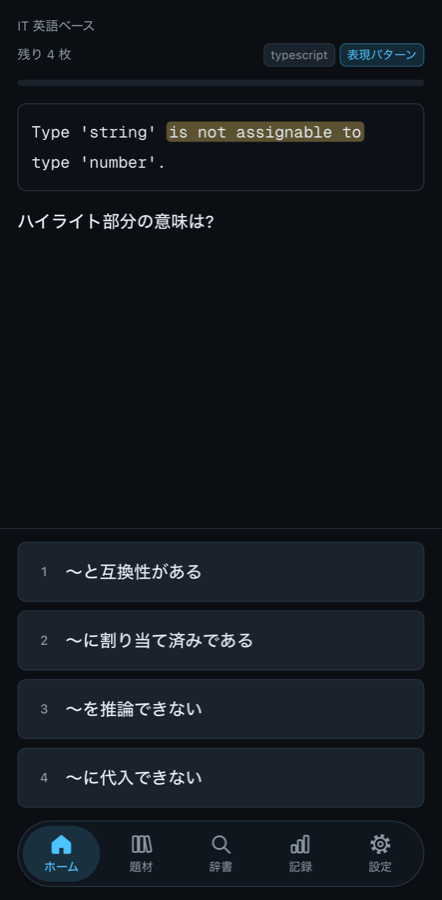 IT 英語ベース
残り 4 枚
typescript
表現パターン
Type 'string' is not assignable to
type 'number'.
ハイライト部分の意味は?
1 〜と互換性がある
2 〜に割り当て済みである
3 〜を推論できない
4 〜に代入できない
ホーム
題材
辞書
記録
設定